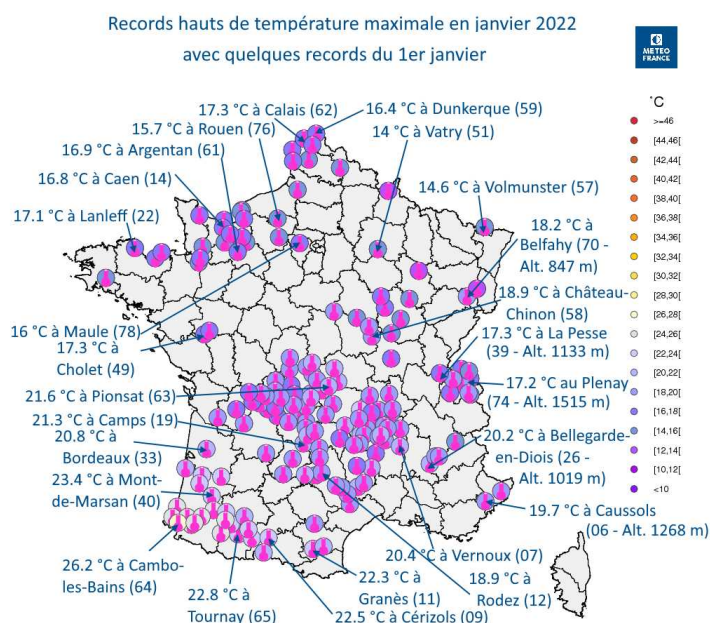 Records hauts de température maximale en janvier 2022
avec quelques records du 1er janvier
METEO
FRANCE
17.3 °C à Calais (62)
16.4 °C à Dunkerque (59)
15.7 °C à Rouen (76)
14 °C à Vatry (51)
16.9 °C à Argentan (61)
16.8 °C à Caen (14)
14.6 °C à Volmunster (57)
17.1 °C à Lanleff (22)
18.2 °C à
Belfahy (70 -
Alt. 847 m)
18.9 °C à Château-
Chinon (58)
16 °C à Maule (78)
17.3 °C à
Cholet (49)
17.3 °C à La Pesse
(39 - Alt. 1133 m)
21.6 °C à Pionsat (63)
17.2 °C au Plenay
(74 - Alt. 1515 m)
21.3 °C à Camps (19)
20.8 °C à
Bordeaux (33)
20.2 °C à Bellegarde-
en-Diois (26 -
Alt. 1019 m)
23.4 °C à Mont-
de-Marsan (40)
19.7 °C à Caussols
(06 - Alt. 1268 m)
26.2 °C à Cambo-
les-Bains (64)
20.4 °C à Vernoux (07)
22.8 °C à
Tournay (65)
22.3 °C à
Granès (11)
18.9 °C à
Rodez (12)
22.5 °C à Cérizols (09)
°C
>=46
[44,46[
[42,44[
[40,42[
[38,40[
[36,38[
[34,36[
[32,34[
[30,32[
[28,30[
[26,28[
[24,26[
[22,24[
[20,22[
[18,20[
[16,18[
[14,16[
[12,14[
[10,12[
<10